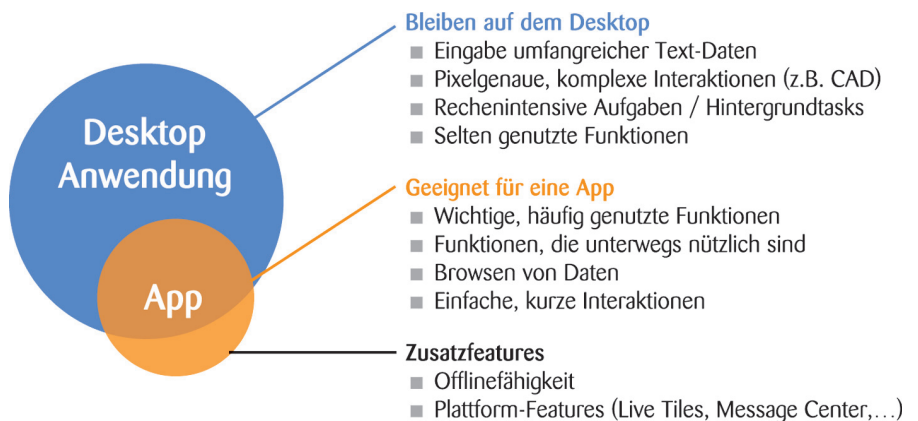 Desktop
Anwendung
App
Bleiben auf dem Desktop
Eingabe umfangreicher Text-Daten
Pixelgenaue, komplexe Interaktionen (z.B. CAD)
Rechenintensive Aufgaben / Hintergrundtasks
Selten genutzte Funktionen
Geeignet für eine App
Wichtige, häufig genutzte Funktionen
Funktionen, die unterwegs nützlich sind
Browsen von Daten
Einfache, kurze Interaktionen
Zusatzfeatures
Offlinefähigkeit
Plattform-Features (Live Tiles, Message Center,...)